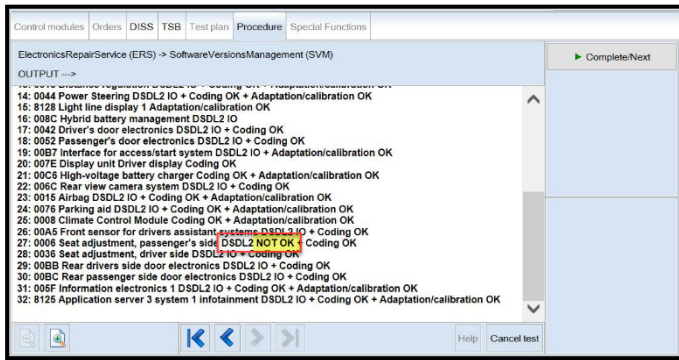 Control modules Orders DISS TSB Test plan Procedure Special Functions
ElectronicsRepairService (ERS) -> SoftwareVersionsManagement (SVM)
Complete/Next
OUTPUT --->
14: 0044 Power Steering DSDL2 IO + Coding OK + Adaptation/calibration OK
15: 8128 Light line display 1 Adaptation/calibration OK
16: 008C Hybrid battery management DSDL2 IO
17: 0042 Driver's door electronics DSDL2 IO + Coding OK
18: 0052 Passenger's door electronics DSDL2 IO + Coding OK
19: 00B7 Interface for access/start system DSDL2 IO + Adaptation/calibration OK
20: 007E Display unit Driver display Coding OK
21: 00C6 High-voltage battery charger Coding OK + Adaptation/calibration OK
22: 006C Rear view camera system DSDL2 IO + Coding OK
23: 0015 Airbag DSDL2 IO + Coding OK + Adaptation/calibration OK
24: 0076 Parking aid DSDL2 IO + Coding OK + Adaptation/calibration OK
25: 0008 Climate Control Module Coding OK + Adaptation/calibration OK
26: 00A5 Front sensor for drivers assistant systems DSDL2 IO + Coding OK
27: 0006 Seat adjustment, passenger's side DSDL2 NOT OK + Coding OK
28: 0036 Seat adjustment, driver side DSDL2 IO + Coding OK
29: 00BB Rear drivers side door electronics DSDL2 IO + Coding OK
30: 00BC Rear passenger side door electronics DSDL2 IO + Coding OK
31: 005F Information electronics 1 DSDL2 IO + Coding OK + Adaptation/calibration OK
32: 8125 Application server 3 system 1 infotainment DSDL2 IO + Coding OK + Adaptation/calibration OK
Help Cancel test